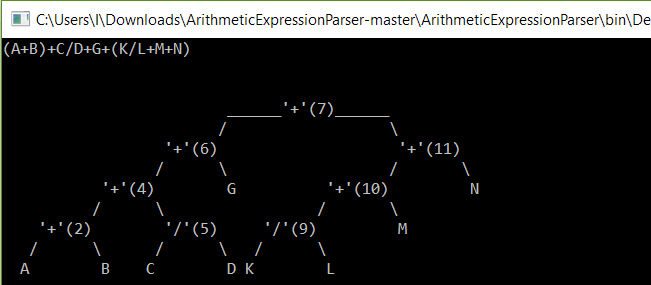 C:\Users\I\Downloads\ArithmeticExpressionParser-master\ArithmeticExpressionParser\bin\De
(A+B)+C/D+G+(K/L+M+N)
______'+'(7)______
/ \
'+'(6) '+'(11)
/ \ / \
'+'(4) G '+'(10) N
/ \ / \
'+'(2) '/'(5) '/'(9) M
/ \ / \ / \
A B C D K L